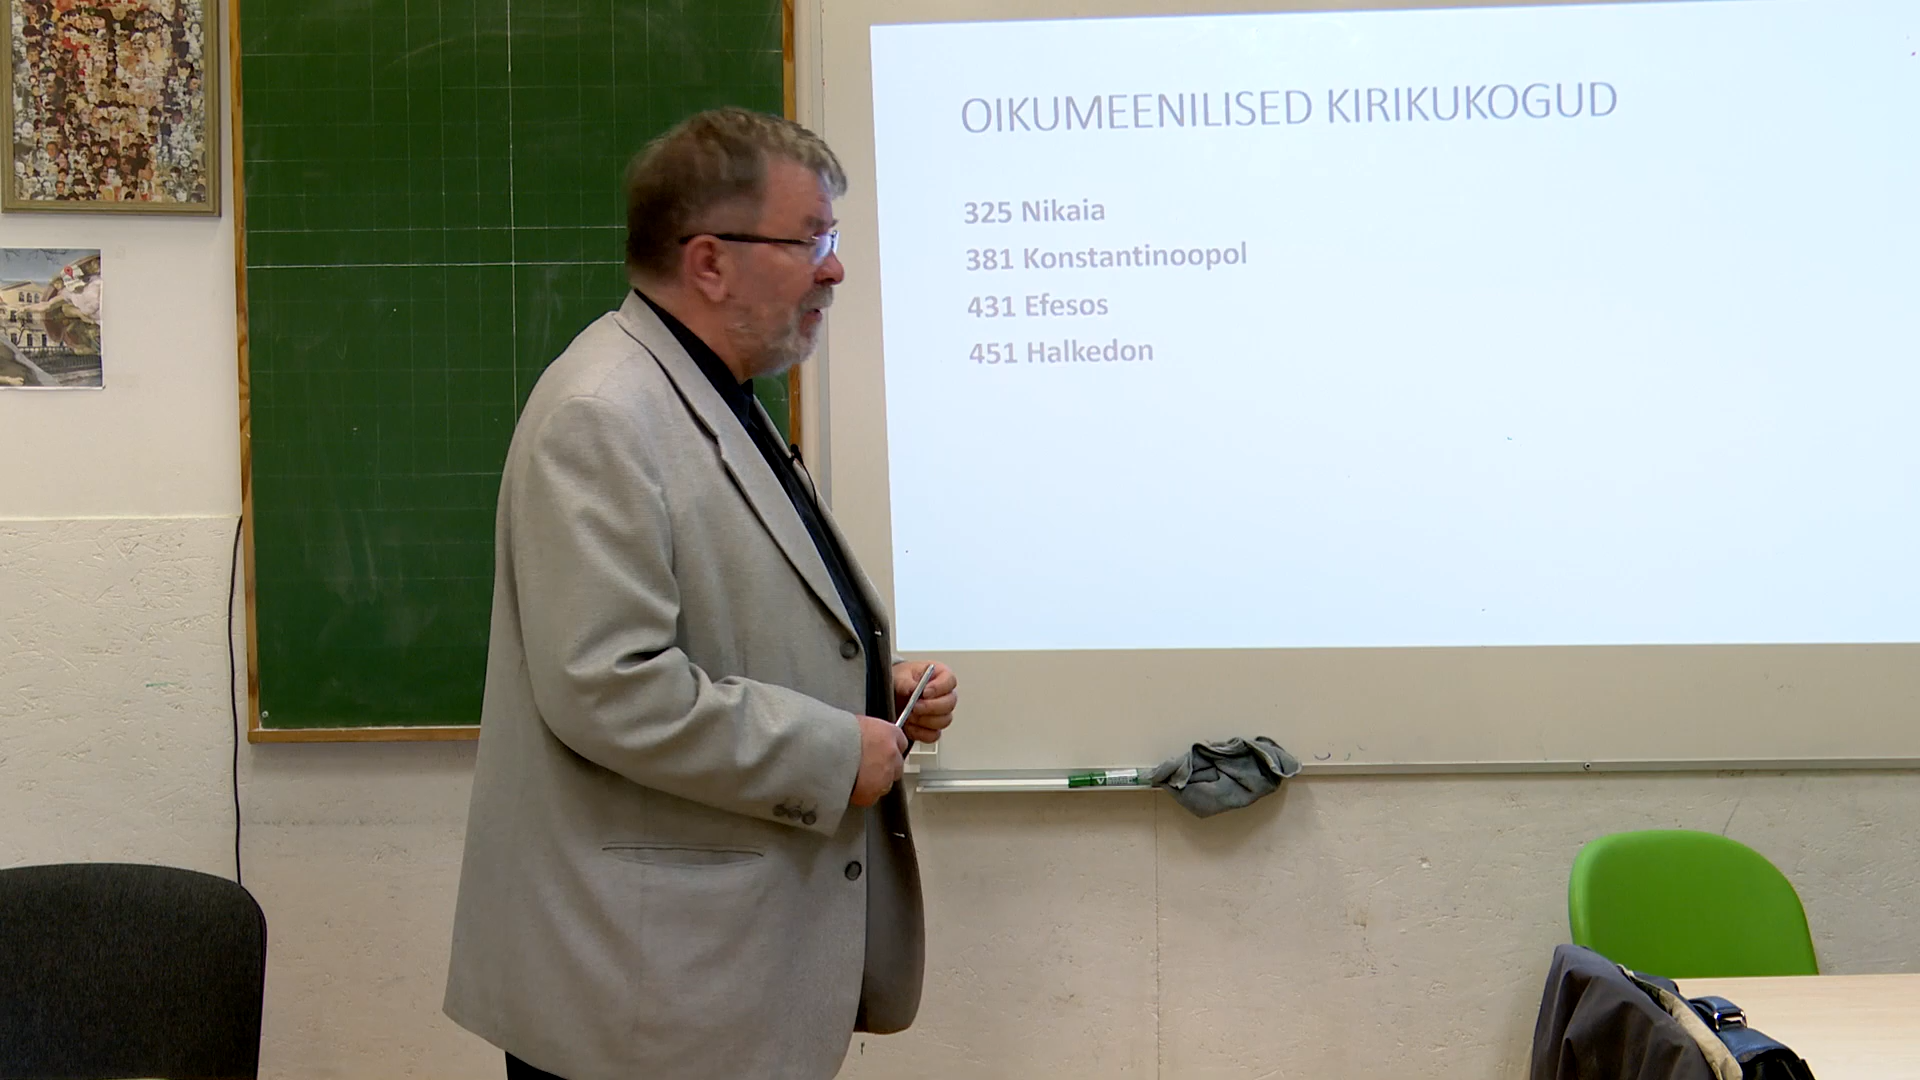 OIKUMEENILISED KIRIKUKOGUD
325 Nikaia
381 Konstantinoopol
431 Efesos
451 Halkedon